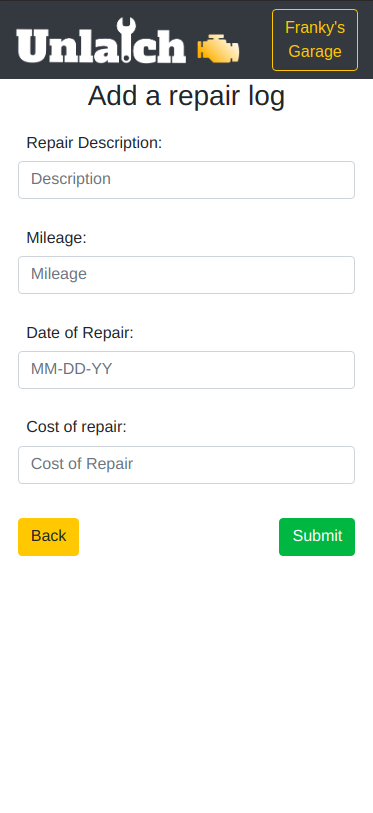 Unlatch
Franky's
Garage
Add a repair log
Repair Description:
Description
Mileage:
Mileage
Date of Repair:
MM-DD-YY
Cost of repair:
Cost of Repair
Back
Submit